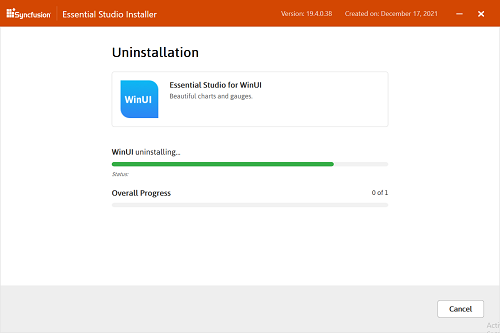 Syncfusion Essential Studio Installer Version: 19.4.0.38 Created on: December 17, 2021
Uninstallation
WinUI
Essential Studio for WinUI
Beautiful charts and gauges.
WinUI uninstalling...
Status:
Overall Progress 0 of 1
Cancel
Acti